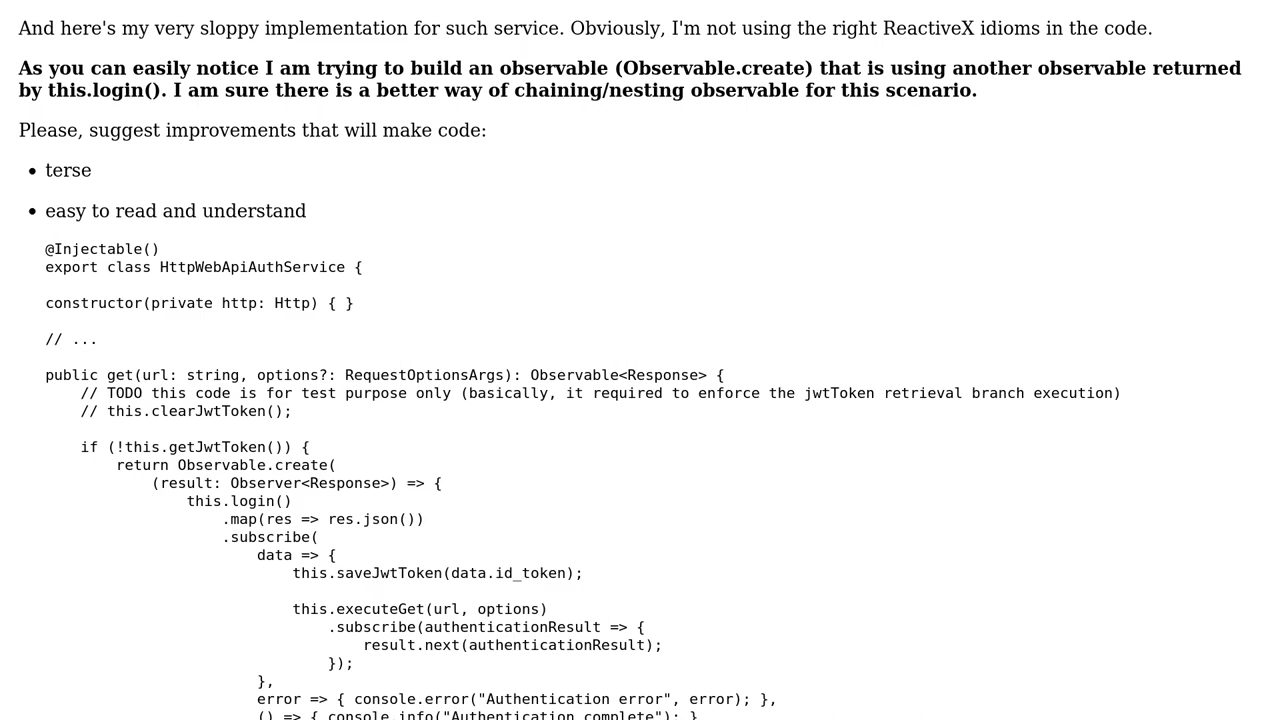 And here's my very sloppy implementation for such service. Obviously, I'm not using the right ReactiveX idioms in the code.
As you can easily notice I am trying to build an observable (Observable.create) that is using another observable returned
by this.login(). I am sure there is a better way of chaining/nesting observable for this scenario.
Please, suggest improvements that will make code:
• terse
• easy to read and understand
@Injectable()
export class HttpWebApiAuthService {
constructor(private http: Http) { }
// ...
public get(url: string, options?: RequestOptionsArgs): Observable<Response> {
    // TODO this code is for test purpose only (basically, it required to enforce the jwtToken retrieval branch execution)
    // this.clearJwtToken();
    if (!this.getJwtToken()) {
        return Observable.create(
            (result: Observer<Response>) => {
                this.login()
                    .map(res => res.json())
                    .subscribe(
                        data => {
                            this.saveJwtToken(data.id_token);
                            this.executeGet(url, options)
                                .subscribe(authenticationResult => {
                                    result.next(authenticationResult);
                                });
                        },
                        error => { console.error("Authentication error", error); },
                        () => { console.info("Authentication complete"); }